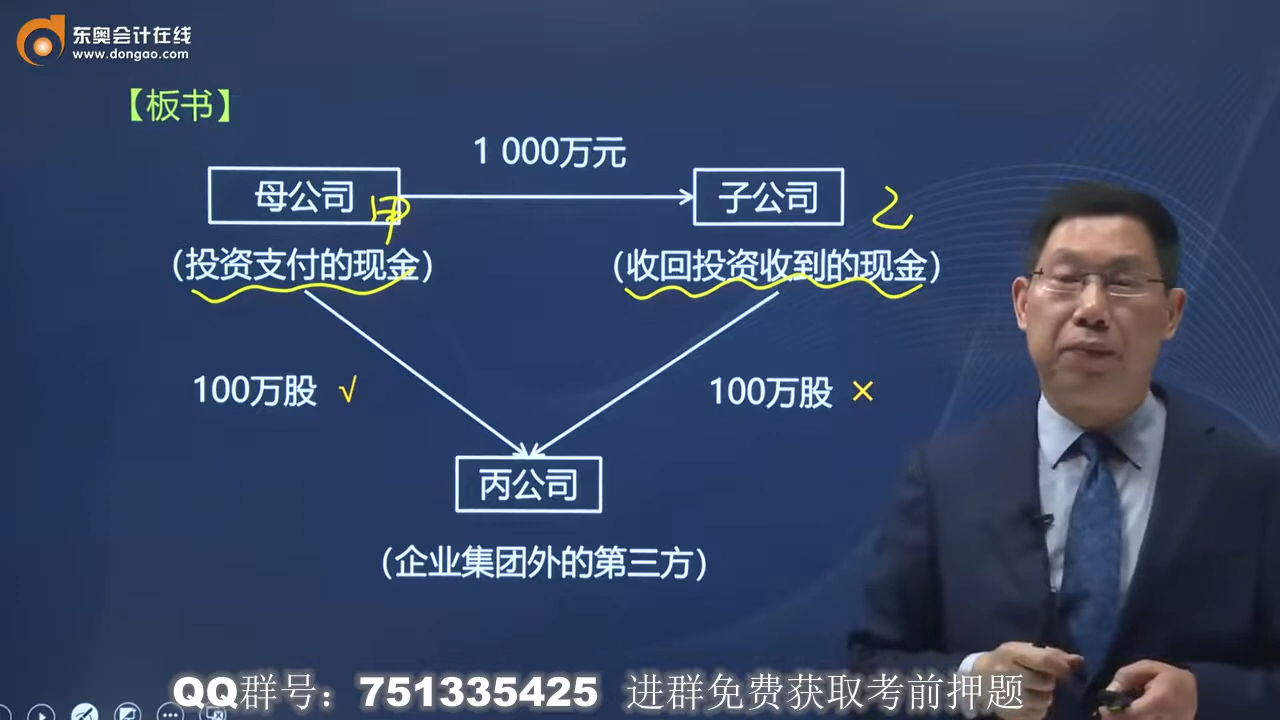 东奥会计在线
www.dongao.com
【板书】
1 000万元
母公司 甲
子公司 乙
(投资支付的现金)
(收回投资收到的现金)
100万股 √
100万股 ×
丙公司
(企业集团外的第三方)
QQ群号：751335425 进群免费获取考前押题